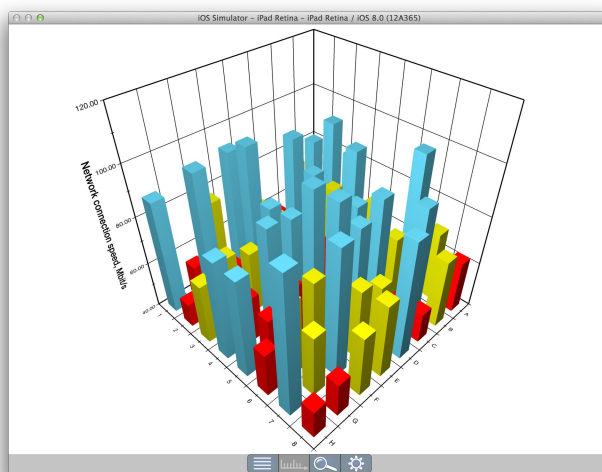 iOS Simulator - iPad Retina - iPad Retina / iOS 8.0 (12A365)
120.00
100.00
80.00
60.00
40.00
Network connection speed, Mbit/s
1
2
3
4
5
6
7
8
H
G
F
E
D
C
B
A